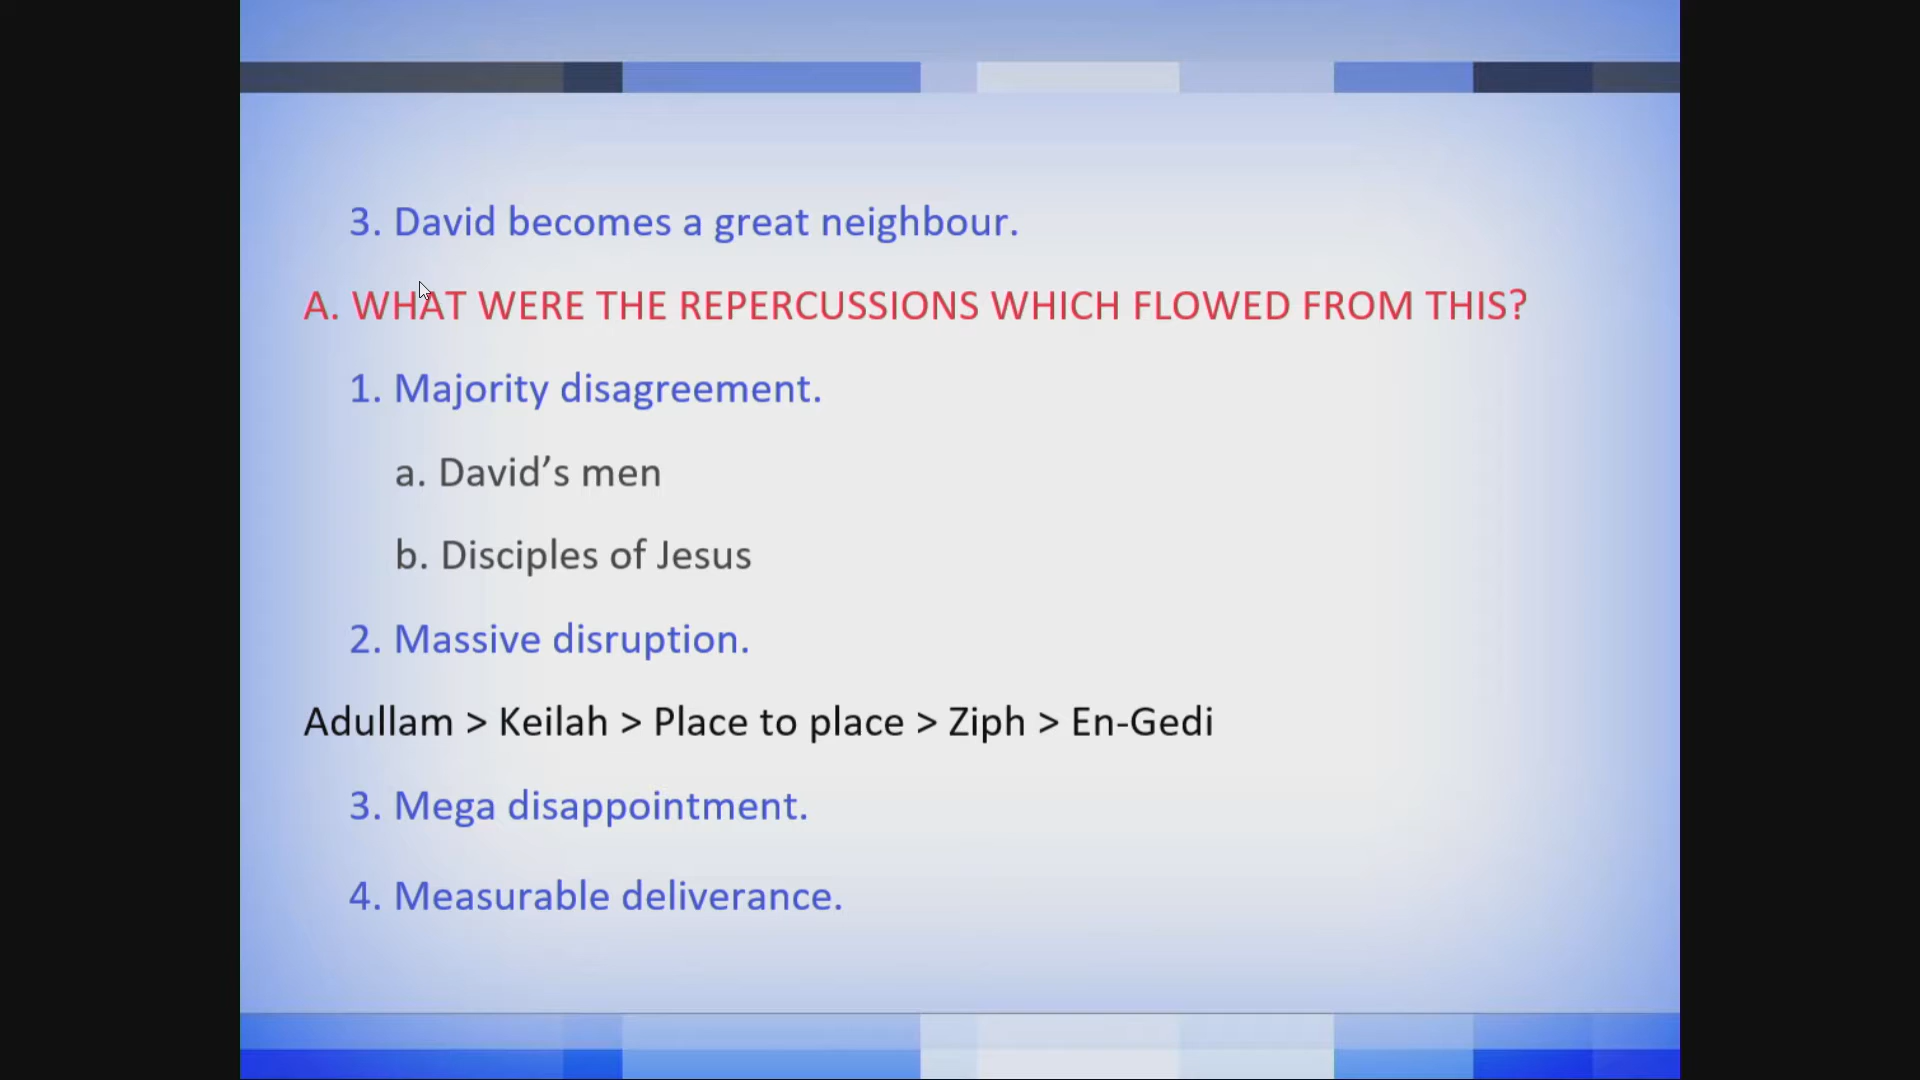 3. David becomes a great neighbour.
A. WHAT WERE THE REPERCUSSIONS WHICH FLOWED FROM THIS?
1. Majority disagreement.
a. David’s men
b. Disciples of Jesus
2. Massive disruption.
Adullam > Keilah > Place to place > Ziph > En-Gedi
3. Mega disappointment.
4. Measurable deliverance.